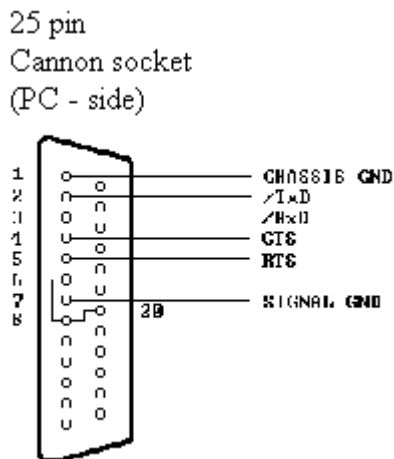 25 pin
Cannon socket
(PC - side)
1 CHASSIS GND
2 /TxD
3 /RxD
4 CTS
5 RTS
6
7 SIGNAL GND
8 20